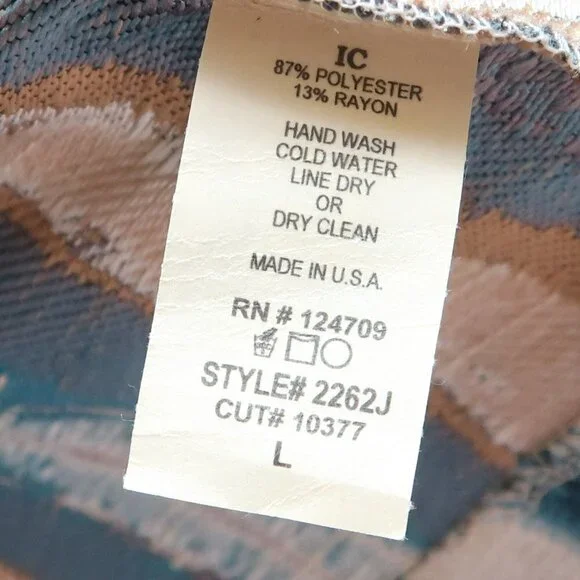 IC
87% POLYESTER
13% RAYON
HAND WASH
COLD WATER
LINE DRY
OR
DRY CLEAN
MADE IN U.S.A.
RN # 124709
STYLE# 2262J
CUT# 10377
L